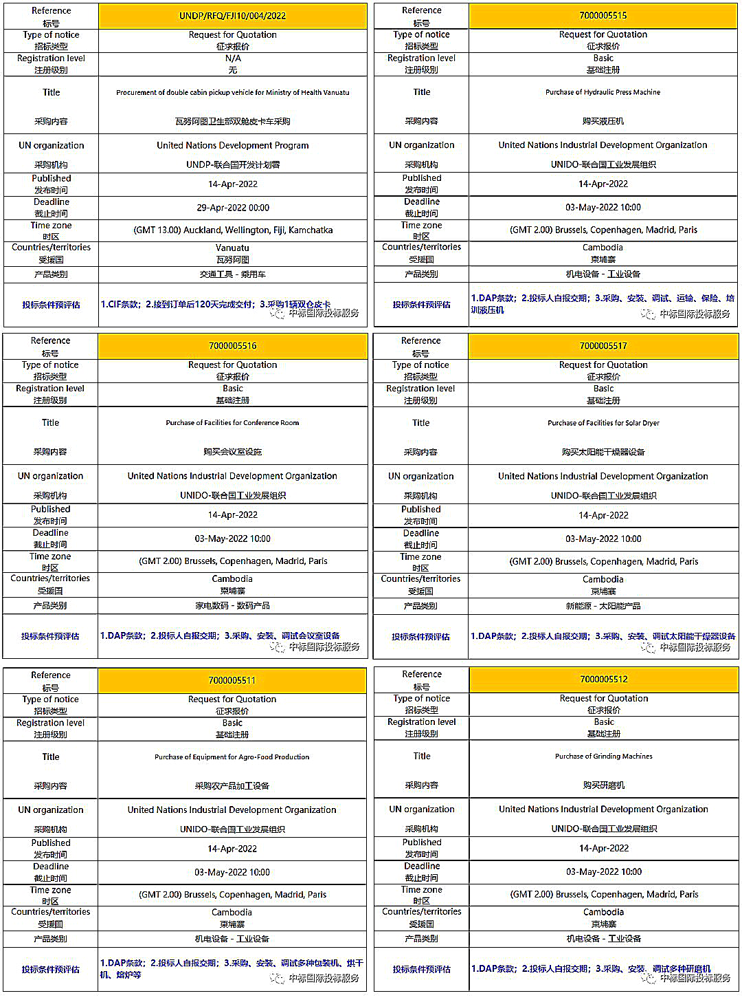 Reference
标号
UNDP/RFQ/FJI10/004/2022
Type of notice
招标类型
Request for Quotation
征求报价
Registration level
注册级别
N/A
无
Title
Procurement of double cabin pickup vehicle for Ministry of Health Vanuatu
采购内容
瓦努阿图卫生部双舱皮卡车采购
UN organization
United Nations Development Program
采购机构
UNDP-联合国开发计划署
Published
发布时间
14-Apr-2022
Deadline
截止时间
29-Apr-2022 00:00
Time zone
时区
(GMT 13.00) Auckland, Wellington, Fiji, Kamchatka
Countries/territories
受援国
Vanuatu
瓦努阿图
产品类别
交通工具 - 乘用车
投标条件预评估
1.CIF条款；2.接到订单后120天完成交付；3.采购1辆双仓皮卡
中标国际投标服务
Reference
标号
7000005515
Type of notice
招标类型
Request for Quotation
征求报价
Registration level
注册级别
Basic
基础注册
Title
Purchase of Hydraulic Press Machine
采购内容
购买液压机
UN organization
United Nations Industrial Development Organization
采购机构
UNIDO-联合国工业发展组织
Published
发布时间
14-Apr-2022
Deadline
截止时间
03-May-2022 10:00
Time zone
时区
(GMT 2.00) Brussels, Copenhagen, Madrid, Paris
Countries/territories
受援国
Cambodia
柬埔寨
产品类别
机电设备 - 工业设备
投标条件预评估
1.DAP条款；2.投标人自报交期；3.采购、安装、调试、运输、保险、培
训液压机
中标国际投标服务
Reference
标号
7000005516
Type of notice
招标类型
Request for Quotation
征求报价
Registration level
注册级别
Basic
基础注册
Title
Purchase of Facilities for Conference Room
采购内容
购买会议室设施
UN organization
United Nations Industrial Development Organization
采购机构
UNIDO-联合国工业发展组织
Published
发布时间
14-Apr-2022
Deadline
截止时间
03-May-2022 10:00
Time zone
时区
(GMT 2.00) Brussels, Copenhagen, Madrid, Paris
Countries/territories
受援国
Cambodia
柬埔寨
产品类别
家电数码 - 数码产品
投标条件预评估
1.DAP条款；2.投标人自报交期；3.采购、安装、调试会议室设备
中标国际投标服务
Reference
标号
7000005517
Type of notice
招标类型
Request for Quotation
征求报价
Registration level
注册级别
Basic
基础注册
Title
Purchase of Facilities for Solar Dryer
采购内容
购买太阳能干燥器设备
UN organization
United Nations Industrial Development Organization
采购机构
UNIDO-联合国工业发展组织
Published
发布时间
14-Apr-2022
Deadline
截止时间
03-May-2022 10:00
Time zone
时区
(GMT 2.00) Brussels, Copenhagen, Madrid, Paris
Countries/territories
受援国
Cambodia
柬埔寨
产品类别
新能源 - 太阳能产品
投标条件预评估
1.DAP条款；2.投标人自报交期；3.采购、安装、调试太阳能干燥器设备
中标国际投标服务
Reference
标号
7000005511
Type of notice
招标类型
Request for Quotation
征求报价
Registration level
注册级别
Basic
基础注册
Title
Purchase of Equipment for Agro-Food Production
采购内容
采购农产品加工设备
UN organization
United Nations Industrial Development Organization
采购机构
UNIDO-联合国工业发展组织
Published
发布时间
14-Apr-2022
Deadline
截止时间
03-May-2022 10:00
Time zone
时区
(GMT 2.00) Brussels, Copenhagen, Madrid, Paris
Countries/territories
受援国
Cambodia
柬埔寨
产品类别
机电设备 - 工业设备
投标条件预评估
1.DAP条款；2.投标人自报交期；3.采购、安装、调试多种包装机、烘干
机、熔炉等
中标国际投标服务
Reference
标号
7000005512
Type of notice
招标类型
Request for Quotation
征求报价
Registration level
注册级别
Basic
基础注册
Title
Purchase of Grinding Machines
采购内容
购买研磨机
UN organization
United Nations Industrial Development Organization
采购机构
UNIDO-联合国工业发展组织
Published
发布时间
14-Apr-2022
Deadline
截止时间
03-May-2022 10:00
Time zone
时区
(GMT 2.00) Brussels, Copenhagen, Madrid, Paris
Countries/territories
受援国
Cambodia
柬埔寨
产品类别
机电设备 - 工业设备
投标条件预评估
1.DAP条款；2.投标人自报交期；3.采购、安装、调试多种研磨机
中标国际投标服务